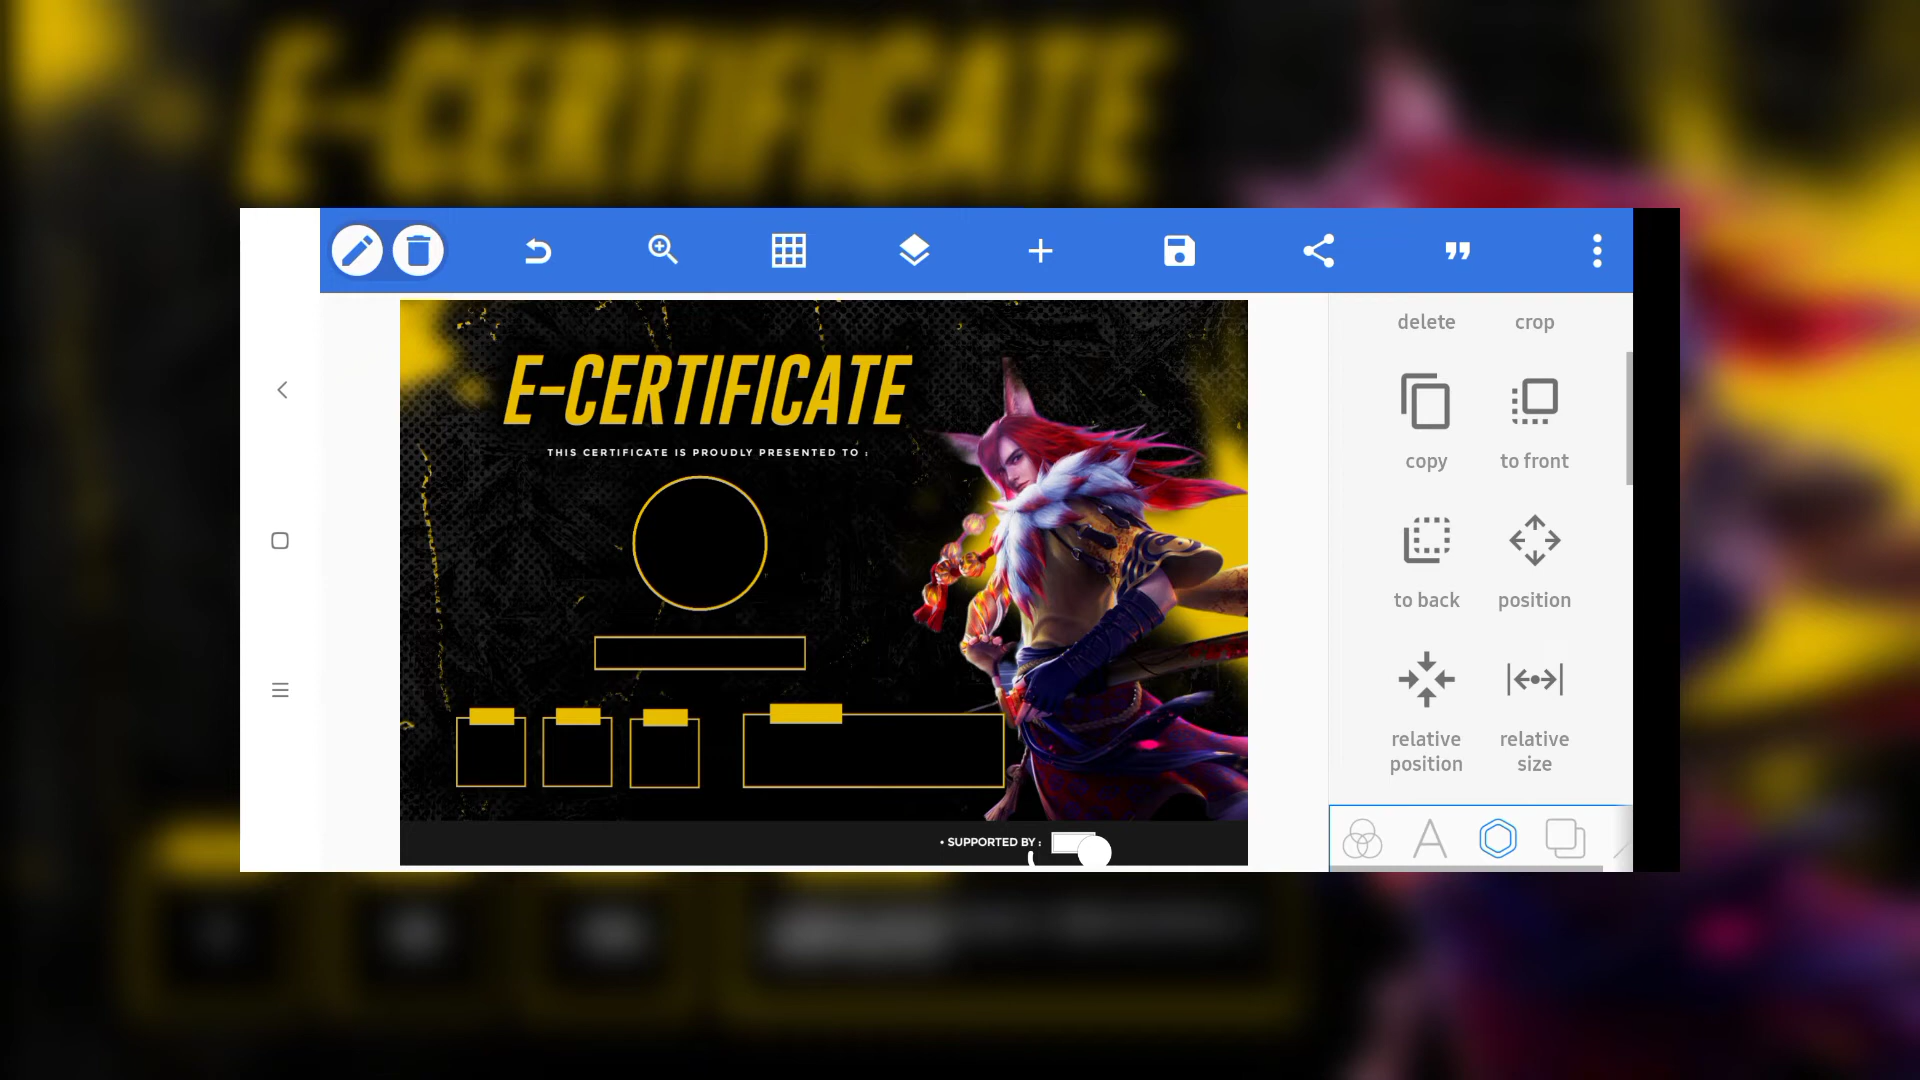 E-CERTIFICATE
delete
crop
E-CERTIFICATE
THIS CERTIFICATE IS PROUDLY PRESENTED TO :
copy
to front
to back
position
relative position
relative size
• SUPPORTED BY :